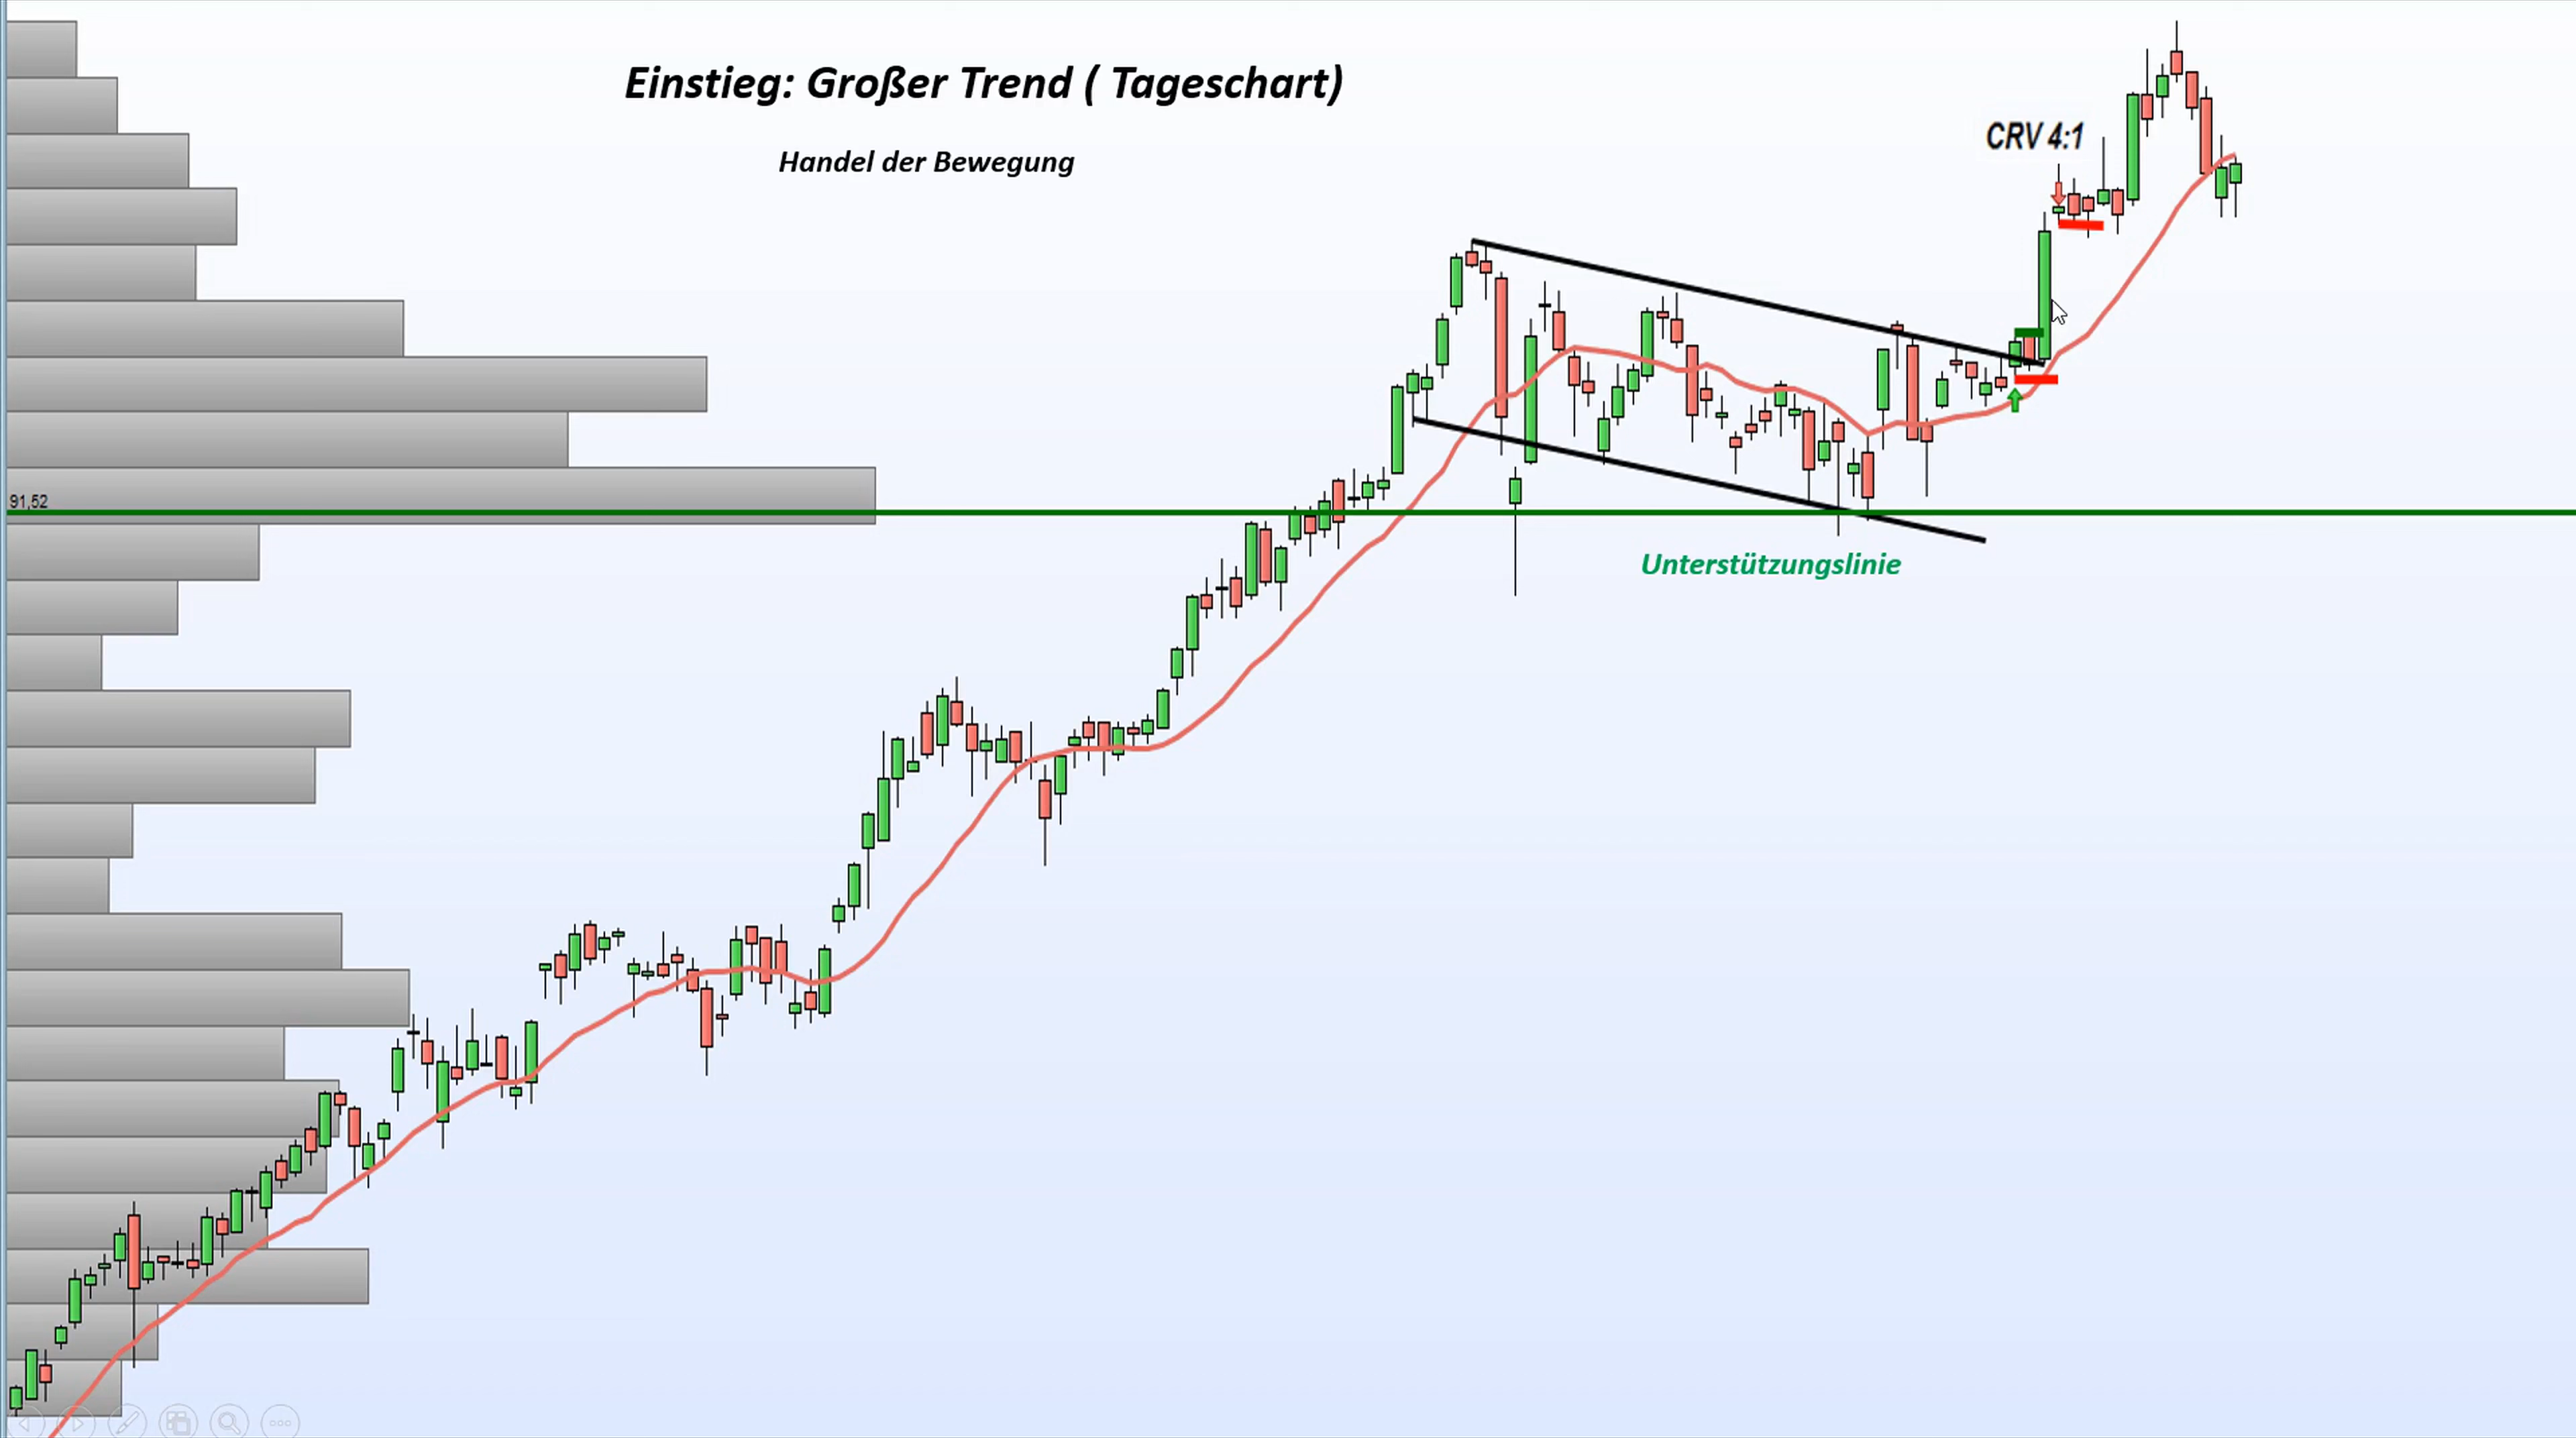 Einstieg: Großer Trend ( Tageschart)
Handel der Bewegung
CRV 4:1
91,52
Unterstützungslinie